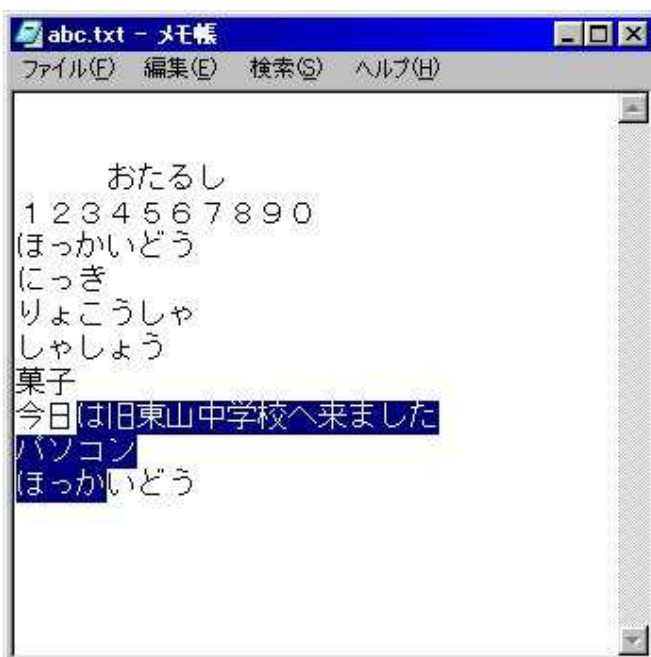 abc.txt - メモ帳
ファイル(F) 編集(E) 検索(S) ヘルプ(H)
おたるし
１２３４５６７８９０
ほっかいどう
にっき
りょこうしゃ
しゃしょう
菓子
今日は旧東山中学校へ来ました
パソコン
ほっかいどう